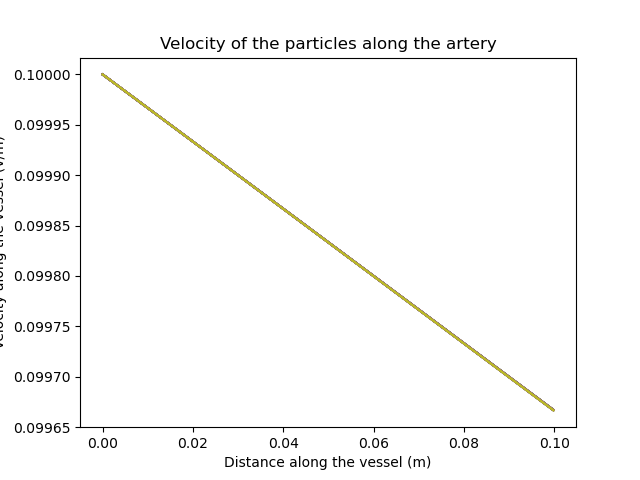 Velocity of the particles along the artery
0.10000
0.09995
0.09990
0.09985
0.09980
0.09975
0.09970
0.09965
along the vessel
0.00 0.02 0.04 0.06 0.08 0.10
Distance along the vessel (m)